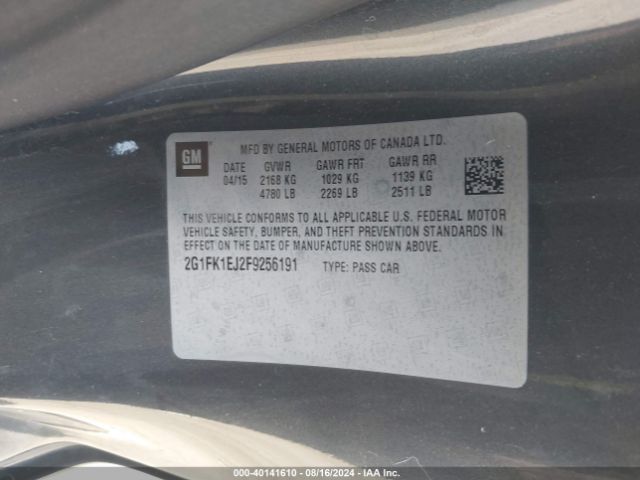 GM
MFD BY GENERAL MOTORS OF CANADA LTD.
DATE GVWR GAWR FRT GAWR RR
04/15 2168 KG 1029 KG 1139 KG
4780 LB 2269 LB 2511 LB
THIS VEHICLE CONFORMS TO ALL APPLICABLE U.S. FEDERAL MOTOR
VEHICLE SAFETY, BUMPER, AND THEFT PREVENTION STANDARDS IN
EFFECT ON THE DATE OF MANUFACTURE SHOWN ABOVE.
2G1FK1EJ2F9256191 TYPE: PASS CAR
000-40141610 - 08/16/2024 - IAA Inc.